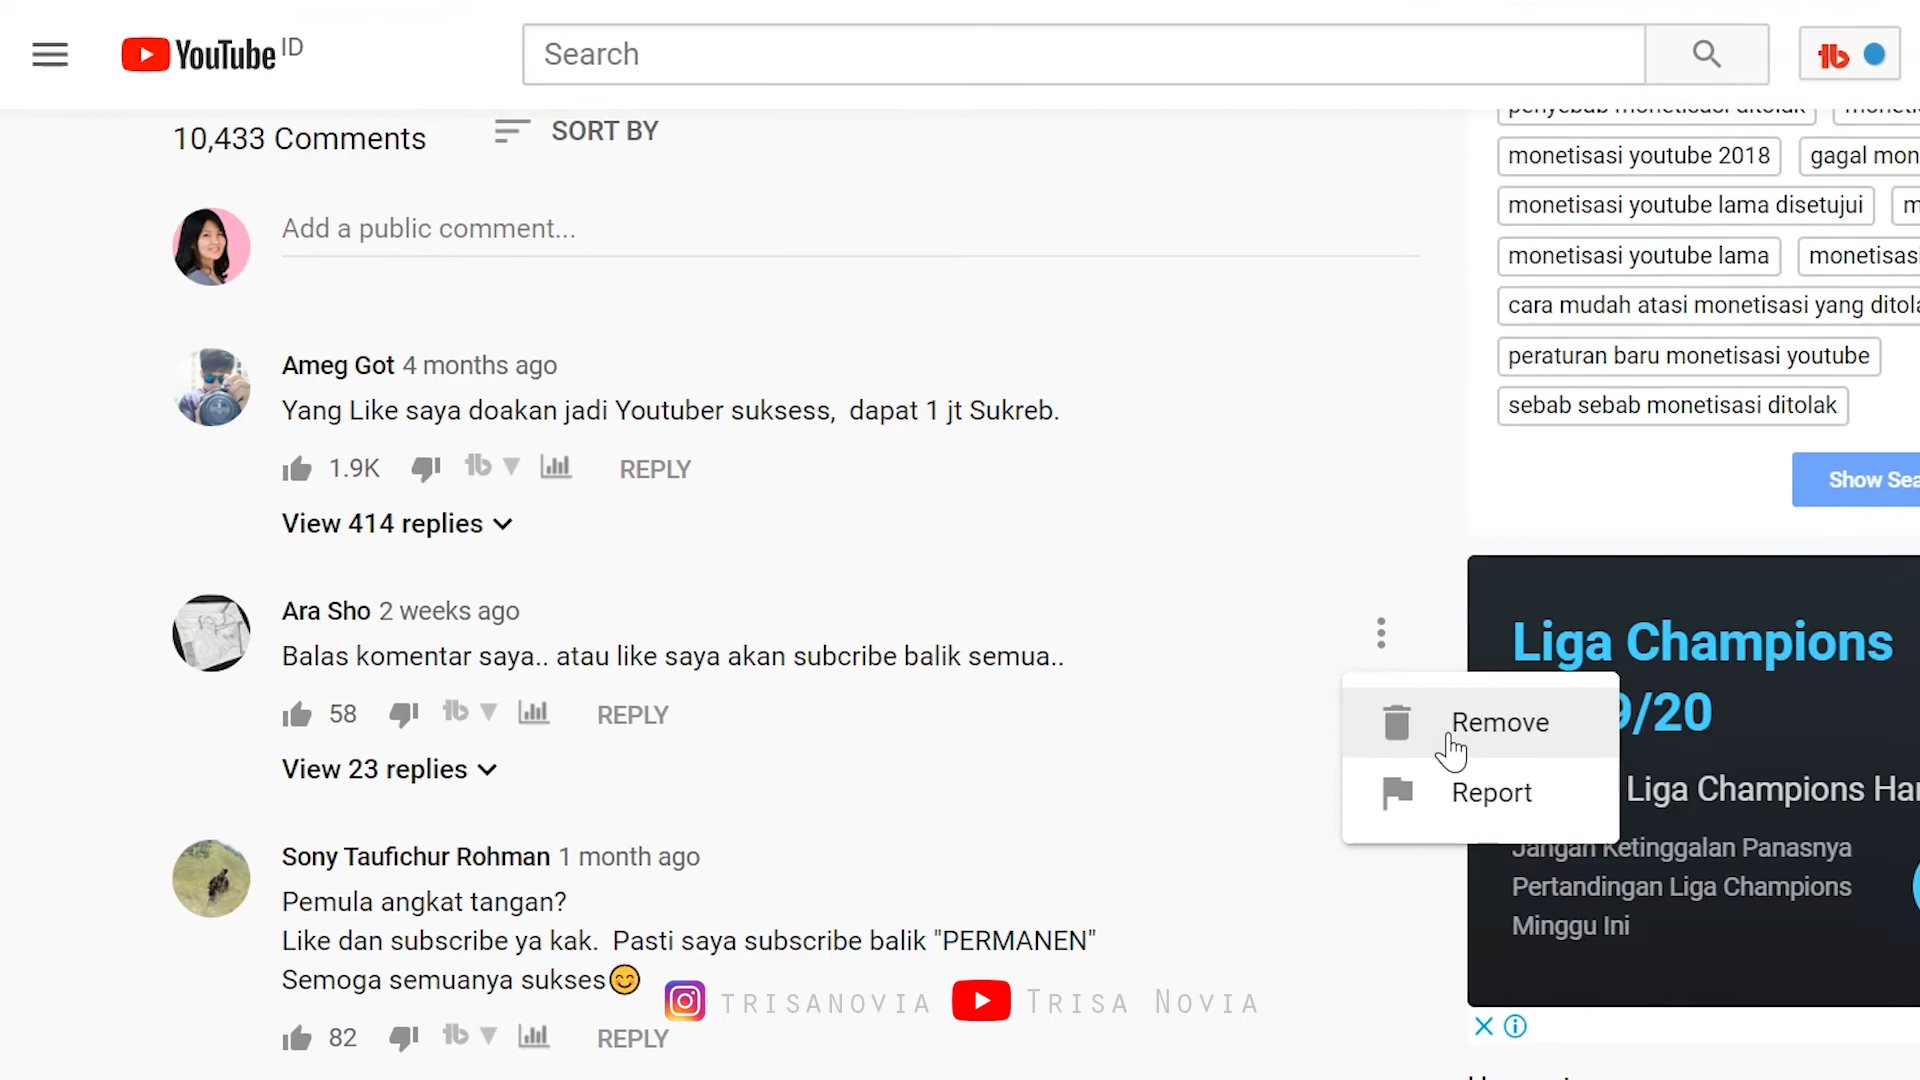 YouTube ID
Search
10,433 Comments
SORT BY
Add a public comment...
Ameg Got 4 months ago
Yang Like saya doakan jadi Youtuber suksess, dapat 1 jt Sukreb.
1.9K
REPLY
View 414 replies
Ara Sho 2 weeks ago
Balas komentar saya.. atau like saya akan subcribe balik semua..
58
REPLY
View 23 replies
Sony Taufichur Rohman 1 month ago
Pemula angkat tangan?
Like dan subscribe ya kak. Pasti saya subscribe balik "PERMANEN"
Semoga semuanya sukses😊
82
REPLY
Remove
Report
penyebab monetisasi ditolak
monetisasi youtube 2018
gagal mon
monetisasi youtube lama disetujui
m
monetisasi youtube lama
monetisasi
cara mudah atasi monetisasi yang ditola
peraturan baru monetisasi youtube
sebab sebab monetisasi ditolak
Show Sea
Liga Champions
9/20
Liga Champions Har
Jangan Ketinggalan Panasnya
Pertandingan Liga Champions
Minggu Ini
TRISANOVIA
TRISA NOVIA